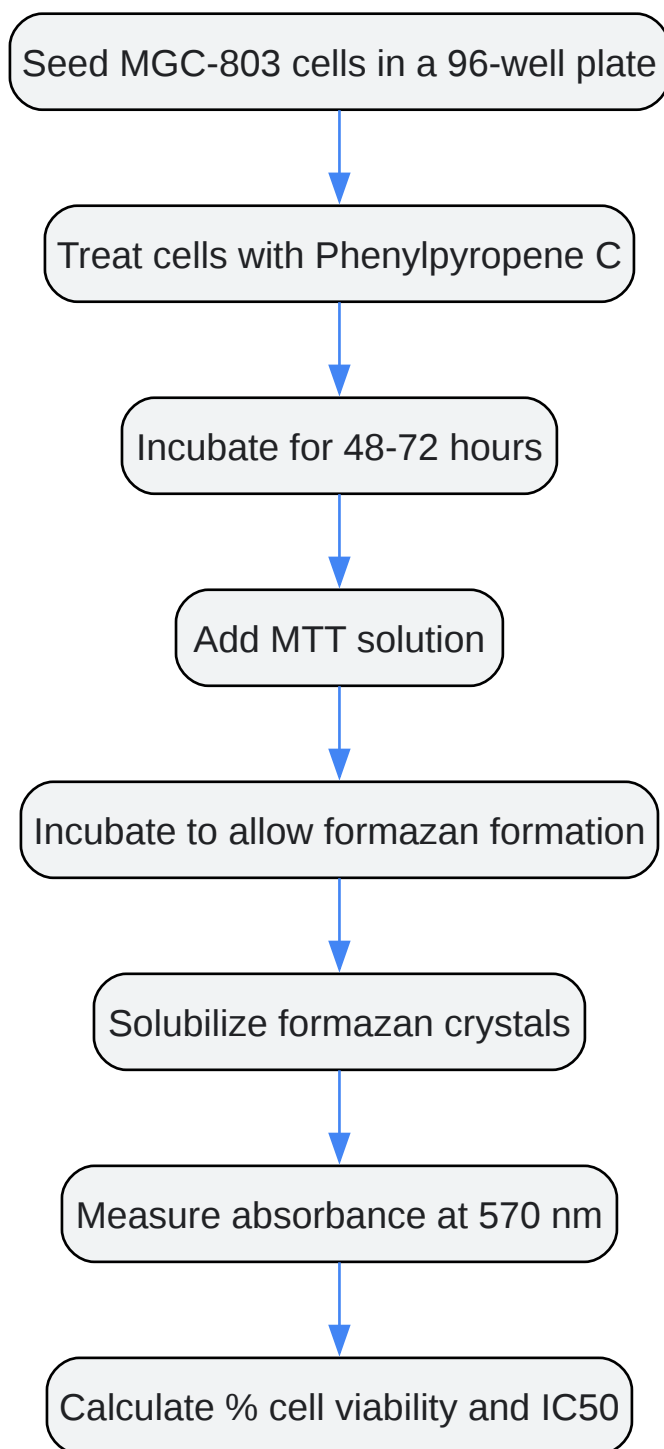 Seed MGC-803 cells in a 96-well plate
Treat cells with Phenylpyropene C
Incubate for 48-72 hours
Add MTT solution
Incubate to allow formazan formation
Solubilize formazan crystals
Measure absorbance at 570 nm
Calculate % cell viability and IC50